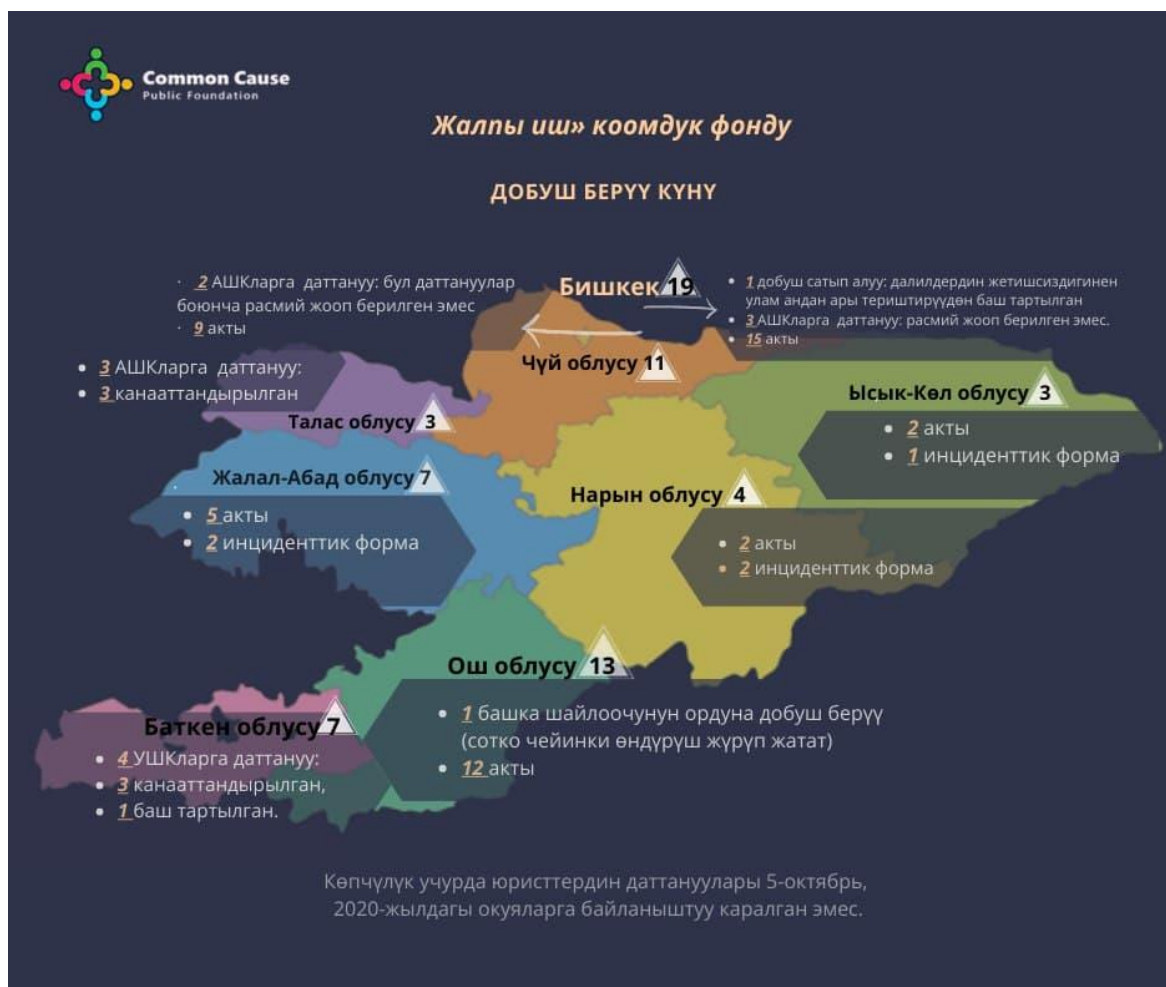 Common Cause
Public Foundation
Жалпы иш» коомдук фонду
ДОБУШ БЕРҮҮ КҮНҮ
· 2 АШКларга даттануу: бул даттануулар
боюнча расмий жооп берилген эмес
· 9 акты
Бишкек 19
• 1 добуш сатып алуу; далилдердин жетишсиздигинен
улам андан ары териштирүүдөн баш тартылган
• 3 АШКларга даттануу: расмий жооп берилген эмес.
• 15 акты
Чүй облусу 11
• 3 АШКларга даттануу:
• 3 канааттандырылган
Талас облусу 3
Ысык-Көл облусу 3
• 2 акты
• 1 инциденттик форма
Жалал-Абад облусу 7
• 5 акты
• 2 инциденттик форма
Нарын облусу 4
• 2 акты
• 2 инциденттик форма
Ош облусу 13
• 1 башка шайлоочунун ордуна добуш берүү
(сотко чейинки өндүрүш жүрүп жатат)
• 12 акты
Баткен облусу 7
• 4 УШКларга даттануу:
• 3 канааттандырылган,
• 1 баш тартылган.
Көпчүлүк учурда юристтердин даттануулары 5-октябрь,
2020-жылдагы окуяларга байланыштуу каралган эмес.